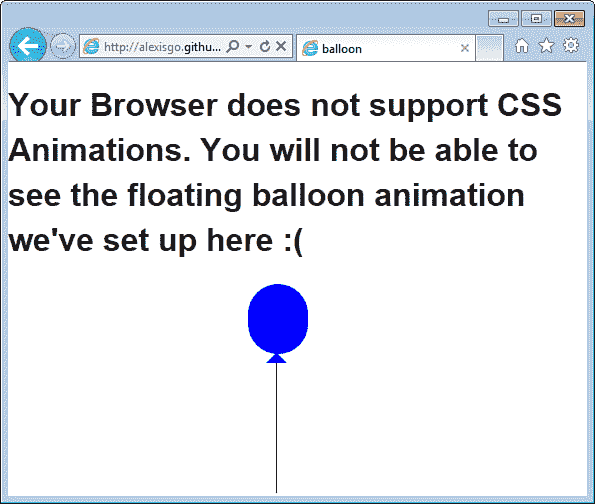 http://alexisgo.githu...
balloon
Your Browser does not support CSS
Animations. You will not be able to
see the floating balloon animation
we've set up here :(